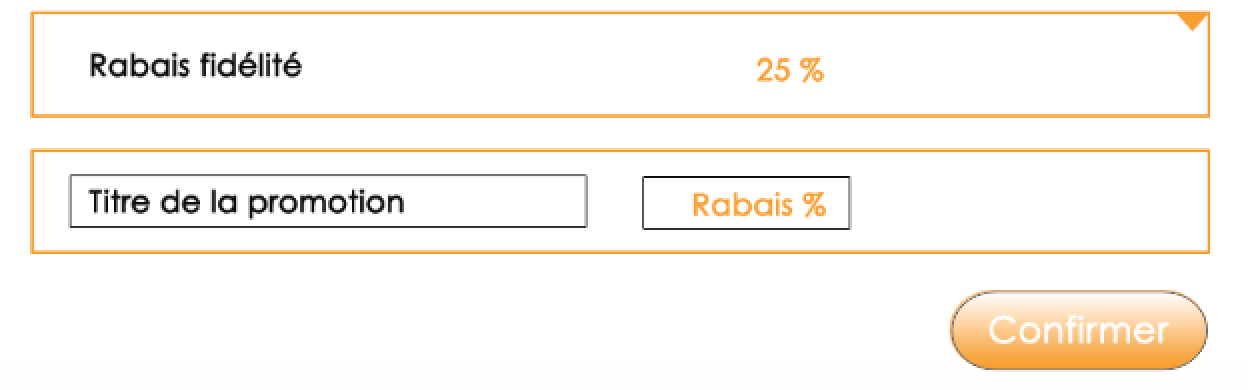 Rabais fidélité 25 %
Titre de la promotion Rabais %
Confirmer